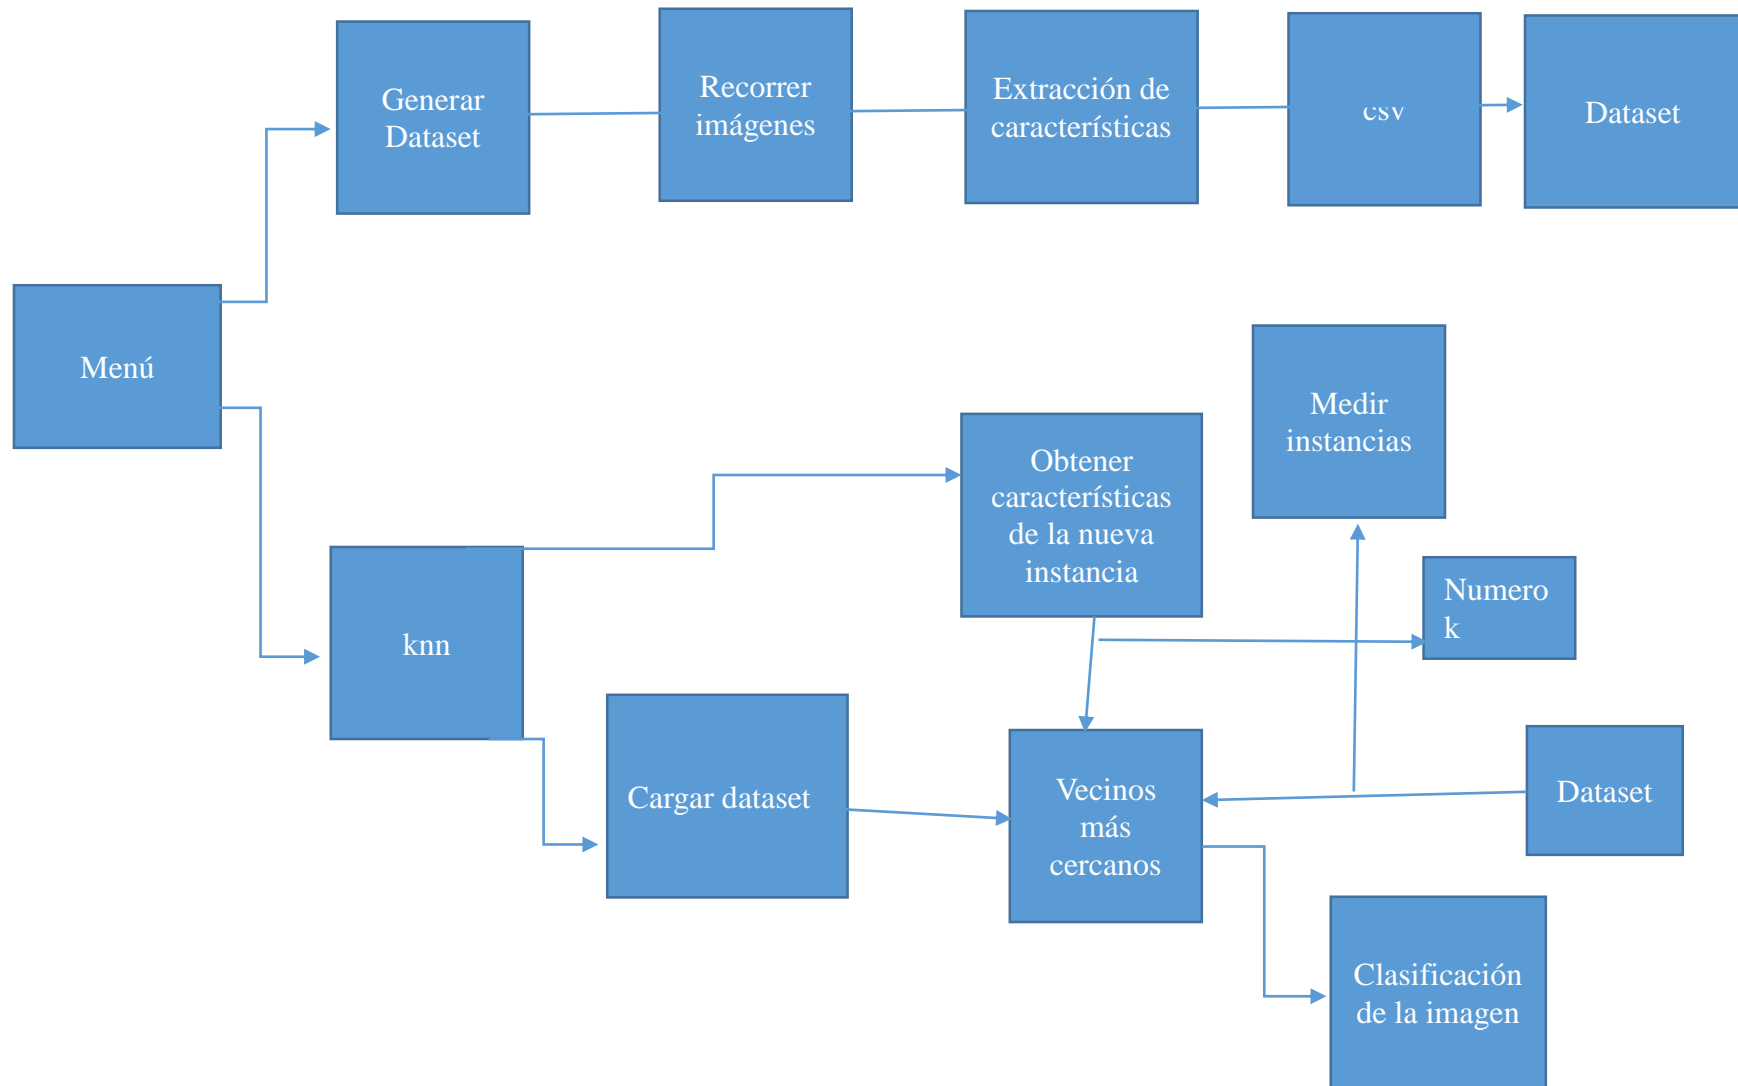 Generar
Dataset
Recorrer
imágenes
Extracción de
características
csv
Dataset
Menú
Medir
instancias
Obtener
características
de la nueva
instancia
Numero
k
knn
Cargar dataset
Vecinos
más
cercanos
Dataset
Clasificación
de la imagen